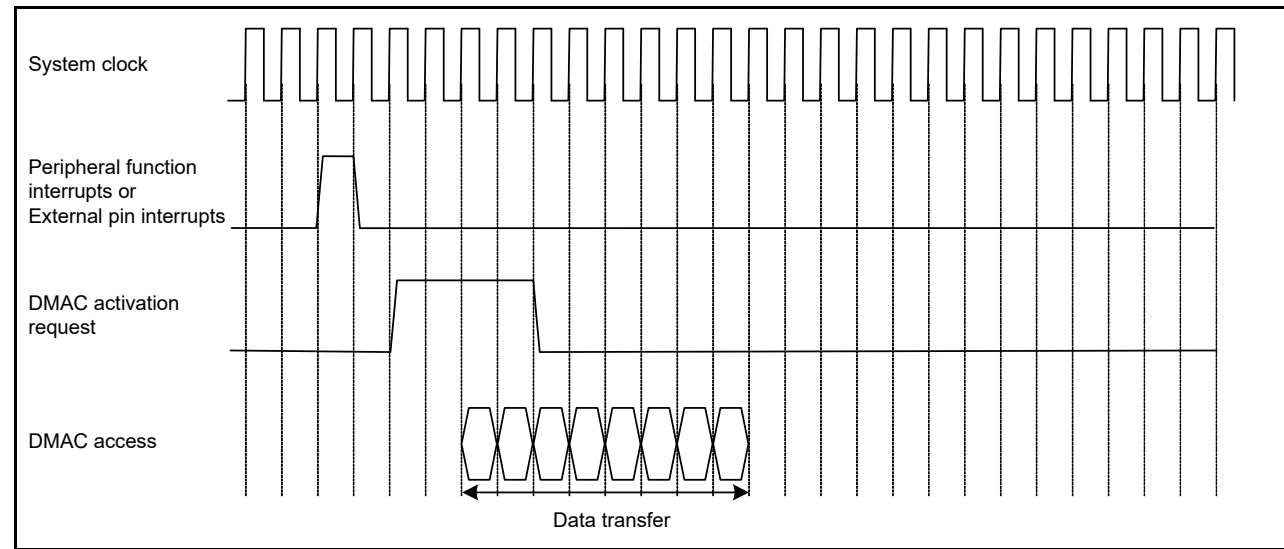 System clock
Peripheral function
interrupts or
External pin interrupts
DMAC activation
request
DMAC access
Data transfer